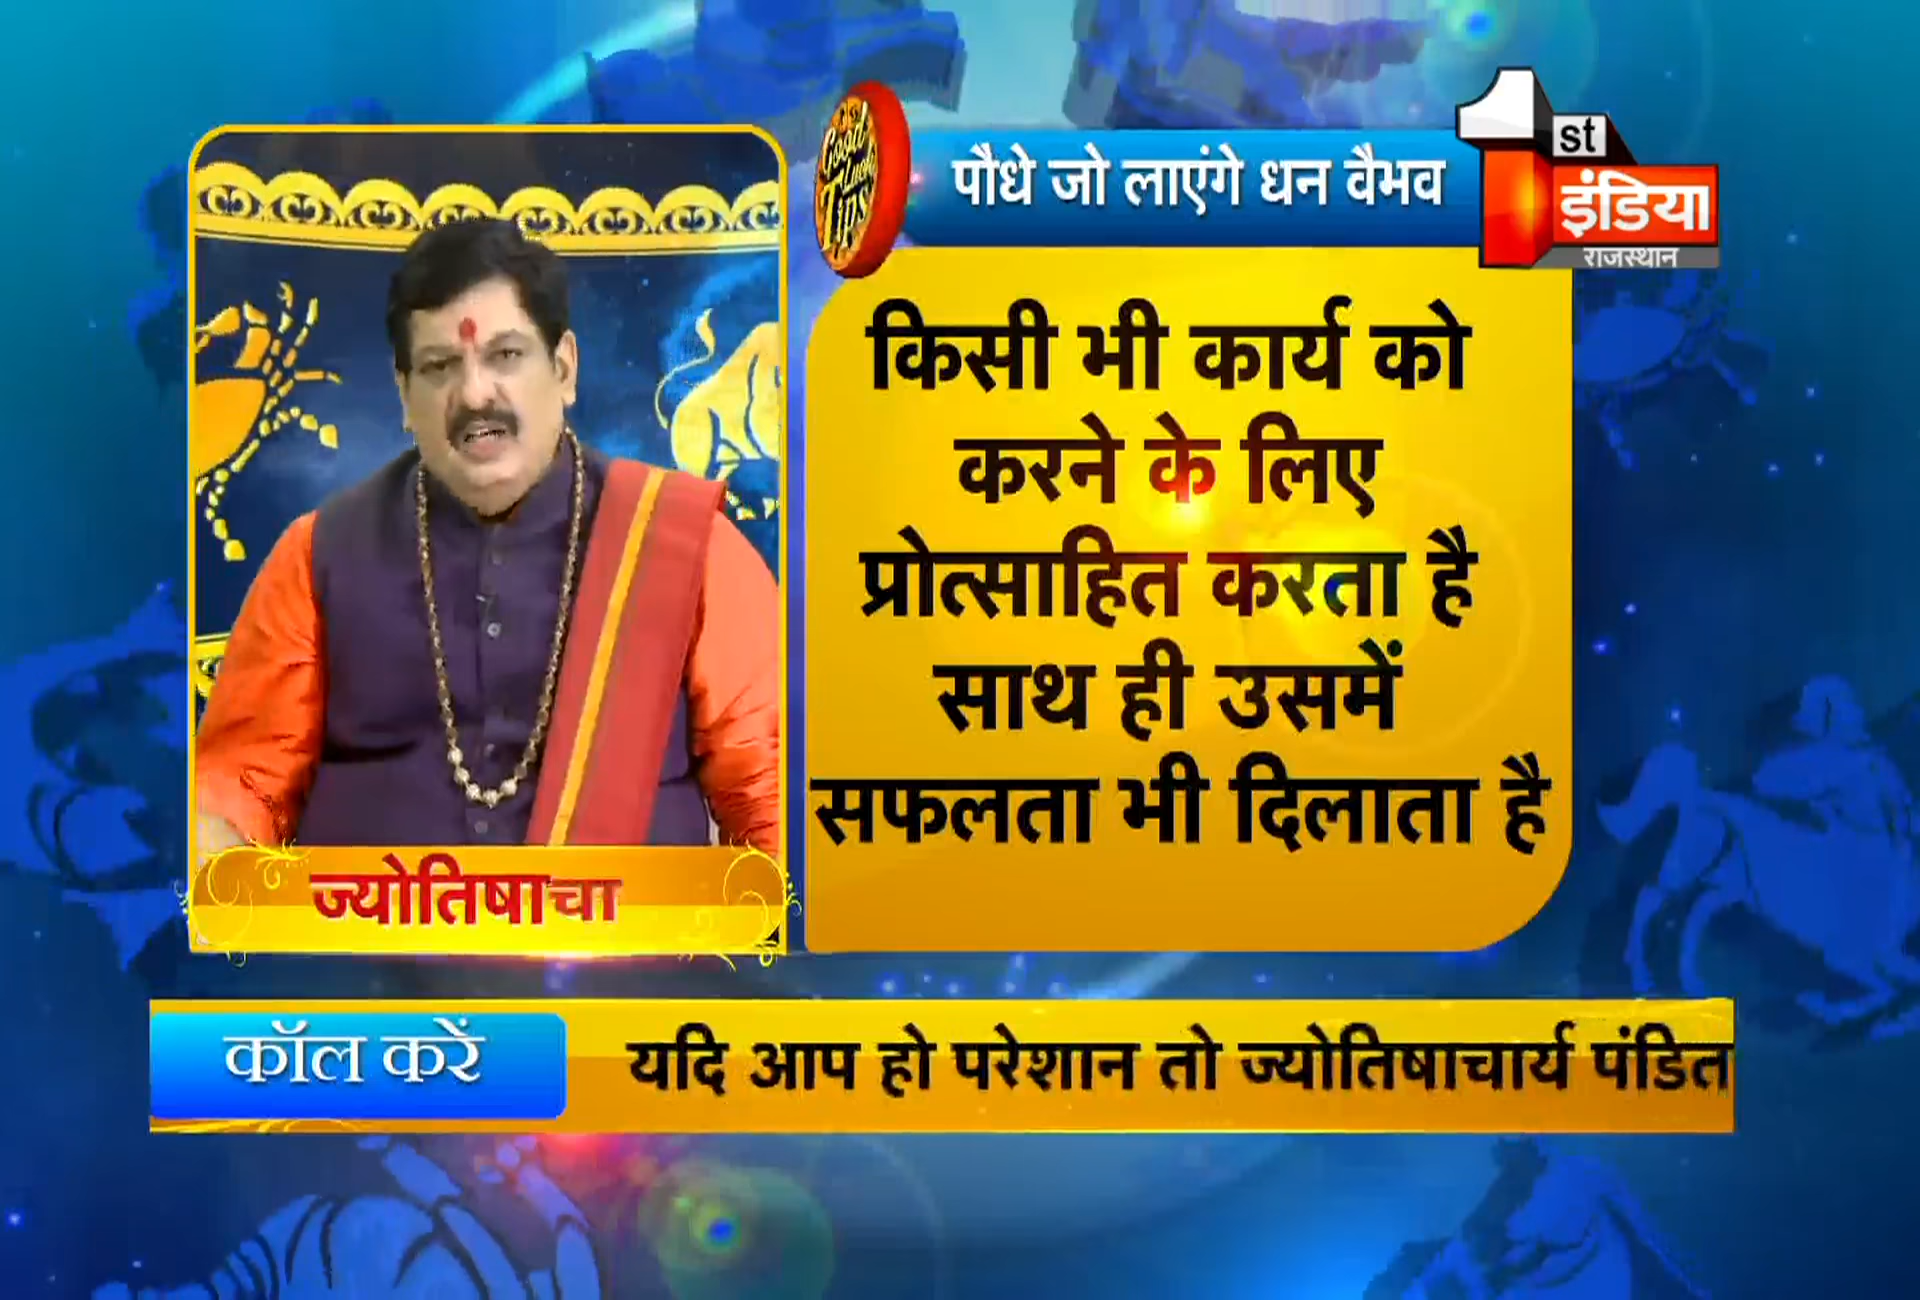 Good
Luck
Tips
पौधे जो लाएंगे धन वैभव
1st
इंडिया
राजस्थान
किसी भी कार्य को
करने के लिए
प्रोत्साहित करता है
साथ ही उसमें
सफलता भी दिलाता है
ज्योतिषाचा
कॉल करें
यदि आप हो परेशान तो ज्योतिषाचार्य पंडित